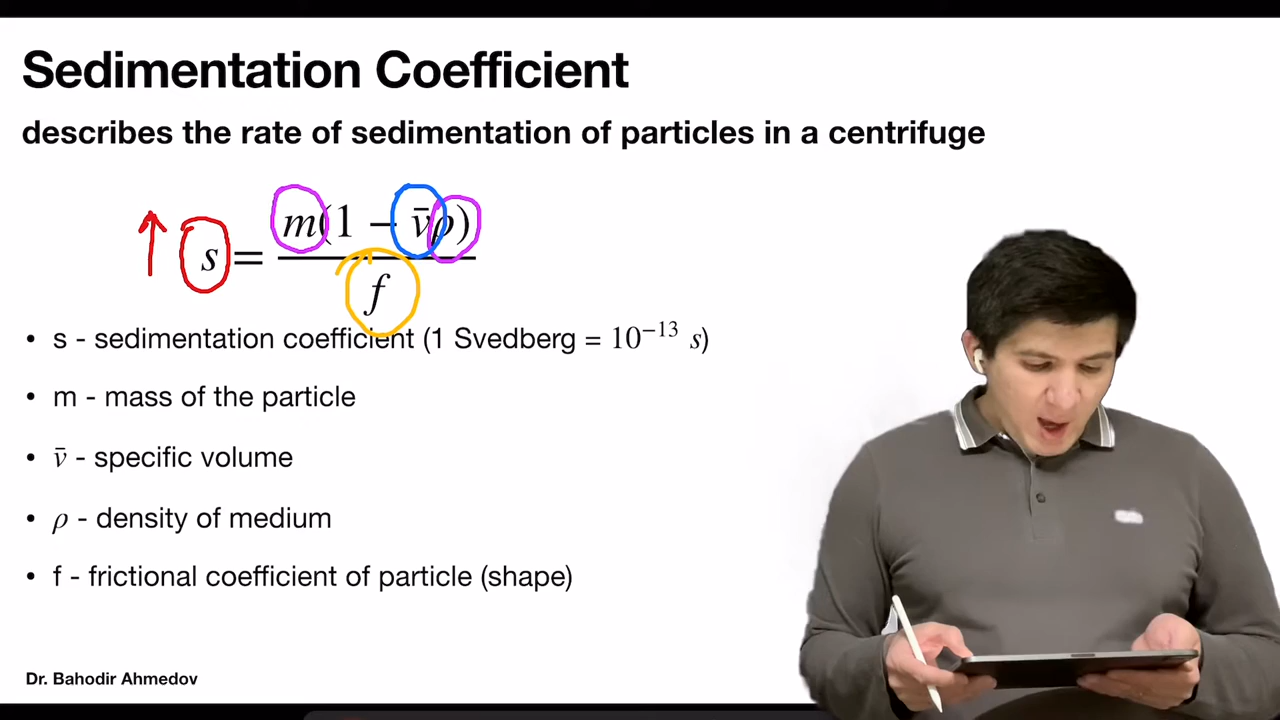 Sedimentation Coefficient
describes the rate of sedimentation of particles in a centrifuge
s = m(1 − v̄ρ) / f
• s - sedimentation coefficient (1 Svedberg = 10⁻¹³ s)
• m - mass of the particle
• v̄ - specific volume
• ρ - density of medium
• f - frictional coefficient of particle (shape)
Dr. Bahodir Ahmedov